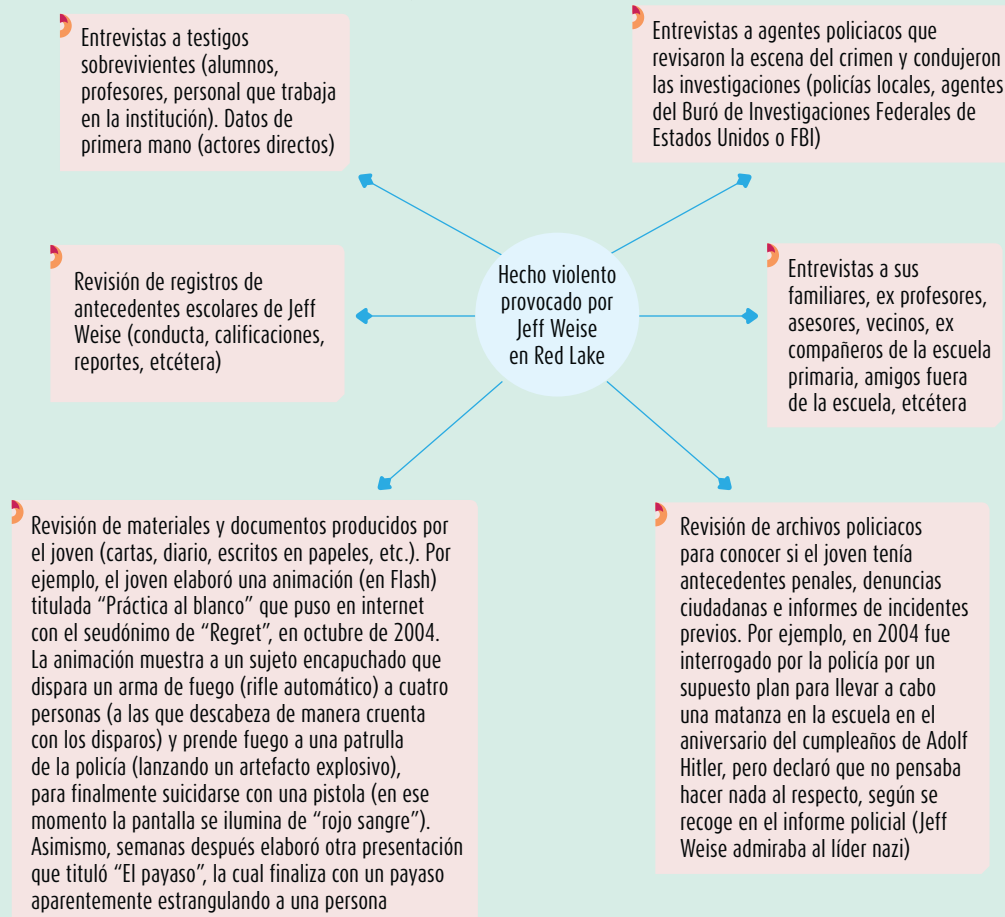 Entrevistas a testigos
sobrevivientes (alumnos,
profesores, personal que trabaja
en la institución). Datos de
primera mano (actores directos)
Entrevistas a agentes policiacos que
revisaron la escena del crimen y condujeron
las investigaciones (policías locales, agentes
del Buró de Investigaciones Federales de
Estados Unidos o FBI)
Revisión de registros de
antecedentes escolares de Jeff
Weise (conducta, calificaciones,
reportes, etcétera)
Hecho violento
provocado por
Jeff Weise
en Red Lake
Entrevistas a sus
familiares, ex profesores,
asesores, vecinos, ex
compañeros de la escuela
primaria, amigos fuera
de la escuela, etcétera
Revisión de materiales y documentos producidos por
el joven (cartas, diario, escritos en papeles, etc.). Por
ejemplo, el joven elaboró una animación (en Flash)
titulada “Práctica al blanco” que puso en internet
con el seudónimo de “Regret”, en octubre de 2004.
La animación muestra a un sujeto encapuchado que
dispara un arma de fuego (rifle automático) a cuatro
personas (a las que descabeza de manera cruenta
con los disparos) y prende fuego a una patrulla
de la policía (lanzando un artefacto explosivo),
para finalmente suicidarse con una pistola (en ese
momento la pantalla se ilumina de “rojo sangre”).
Asimismo, semanas después elaboró otra presentación
que tituló “El payaso”, la cual finaliza con un payaso
aparentemente estrangulando a una persona
Revisión de archivos policiacos
para conocer si el joven tenía
antecedentes penales, denuncias
ciudadanas e informes de incidentes
previos. Por ejemplo, en 2004 fue
interrogado por la policía por un
supuesto plan para llevar a cabo
una matanza en la escuela en el
aniversario del cumpleaños de Adolf
Hitler, pero declaró que no pensaba
hacer nada al respecto, según se
recoge en el informe policial (Jeff
Weise admiraba al líder nazi)